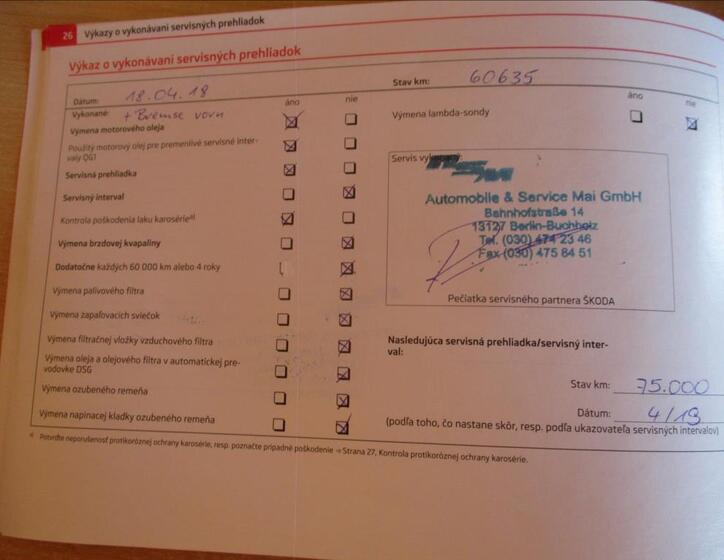 26 Výkazy o vykonávaní servisných prehliadok
Výkaz o vykonávaní servisných prehliadok
Dátum: 18.04.18
Stav km: 60635
Vykonané: + Bremse vorn
áno nie
Výmena motorového oleja
Použitý motorový olej pre premenlivé servisné inter-
valy QG1
Servisná prehliadka
Servisný interval
Kontrola poškodenia laku karosérie a)
Výmena brzdovej kvapaliny
Dodatočne každých 60 000 km alebo 4 roky
Výmena palivového filtra
Výmena zapaľovacích sviečok
Výmena filtračnej vložky vzduchového filtra
Výmena oleja a olejového filtra v automatickej pre-
vodovke DSG
Výmena ozubeného remeňa
Výmena napínacej kladky ozubeného remeňa
áno nie
Výmena lambda-sondy
Servis
Automobile & Service Mai GmbH
Bahnhofstraße 14
13127 Berlin-Buchholz
Tel. (030) 474 23 46
Fax (030) 475 84 51
Pečiatka servisného partnera ŠKODA
Nasledujúca servisná prehliadka/servisný inter-
val:
Stav km: 75.000
Dátum: 4/19
(podľa toho, čo nastane skôr, resp. podľa ukazovateľa servisných intervalov)
a) Potvrďte neporušenosť protikoróznej ochrany karosérie, resp. poznačte prípadné poškodenie → Strana 27, Kontrola protikoróznej ochrany karosérie.